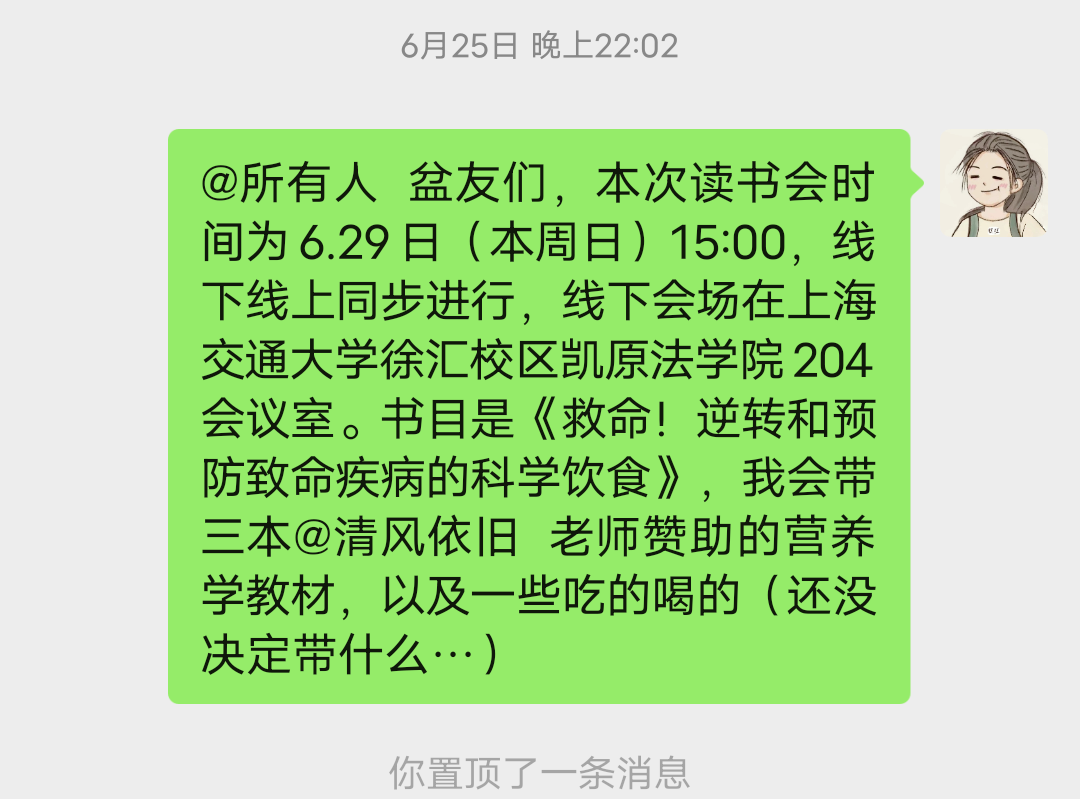 6月25日 晚上22:02
@所有人 盆友们，本次读书会时
间为 6.29 日（本周日）15:00，线
下线上同步进行，线下会场在上海
交通大学徐汇校区凯原法学院 204
会议室。书目是《救命！逆转和预
防致命疾病的科学饮食》，我会带
三本@清风依旧 老师赞助的营养
学教材，以及一些吃的喝的（还没
决定带什么…）
你置顶了一条消息